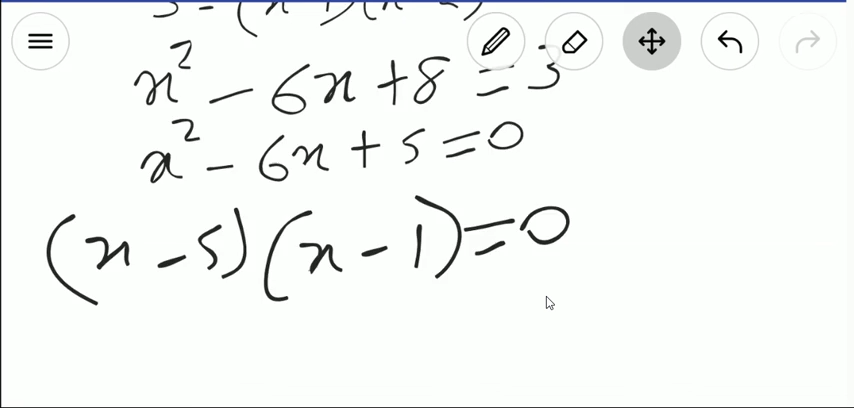 x² - 6x + 8 = 3
x² - 6x + 5 = 0
(x - 5)(x - 1) = 0